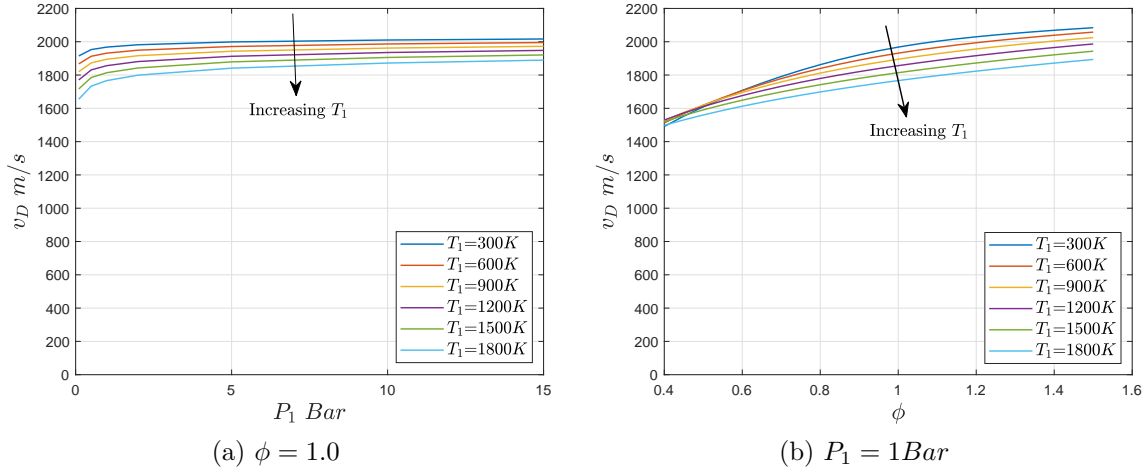 2200
2000
1800
1600
1400
1200
1000
800
600
400
200
0
v_D m/s
Increasing T_1
T_1=300K
T_1=600K
T_1=900K
T_1=1200K
T_1=1500K
T_1=1800K
0 5 10 15
P_1 Bar
(a) ϕ = 1.0
2200
2000
1800
1600
1400
1200
1000
800
600
400
200
0
v_D m/s
Increasing T_1
T_1=300K
T_1=600K
T_1=900K
T_1=1200K
T_1=1500K
T_1=1800K
0.4 0.6 0.8 1 1.2 1.4 1.6
ϕ
(b) P_1 = 1Bar